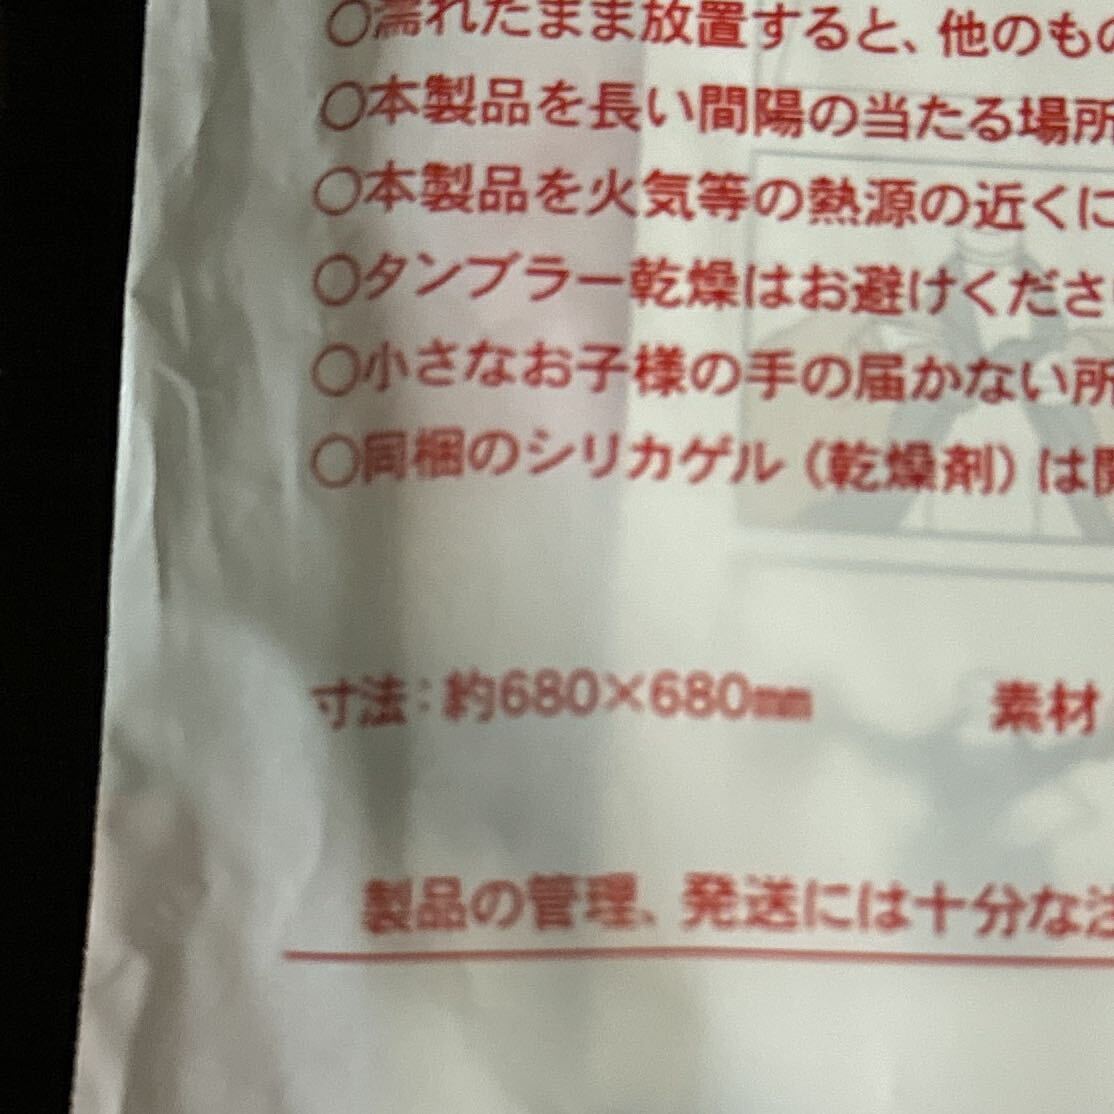 ○濡れたまま放置すると、他のもの
○本製品を長い間陽の当たる場所
○本製品を火気等の熱源の近くに
○タンブラー乾燥はお避けくださ
○小さなお子様の手の届かない所
○同梱のシリカゲル（乾燥剤）は開
寸法：約680×680mm 素材
製品の管理、発送には十分な注